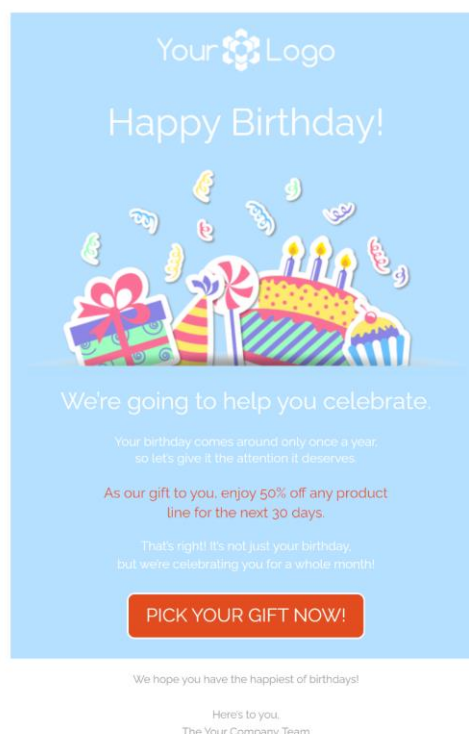 Your Logo
Happy Birthday!
We're going to help you celebrate.
Your birthday comes around only once a year,
so let's give it the attention it deserves.
As our gift to you, enjoy 50% off any product
line for the next 30 days.
That's right! It's not just your birthday,
but we're celebrating you for a whole month!
PICK YOUR GIFT NOW!
We hope you have the happiest of birthdays!
Here's to you,
The Your Company Team